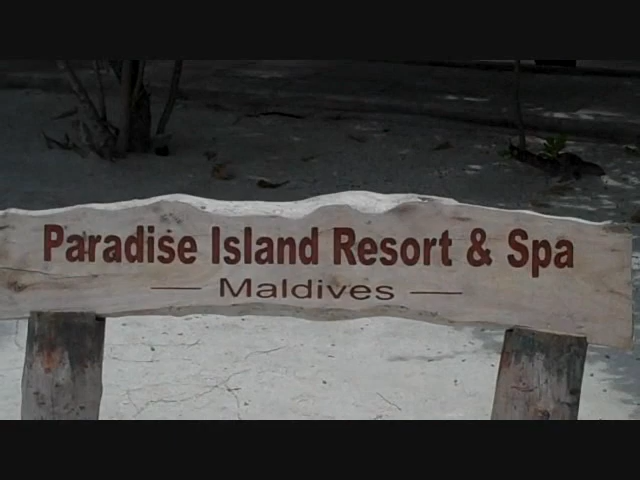 Paradise Island Resort & Spa
— Maldives —